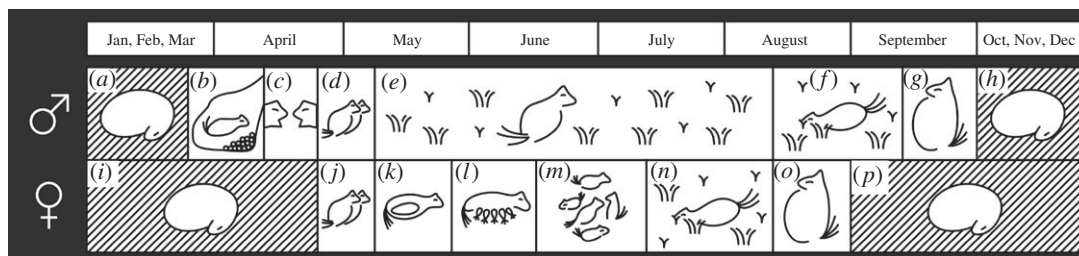 Jan, Feb, Mar April May June July August September Oct, Nov, Dec
♂ (a) (b) (c) (d) (e) (f) (g) (h)
♀ (i) (j) (k) (l) (m) (n) (o) (p)